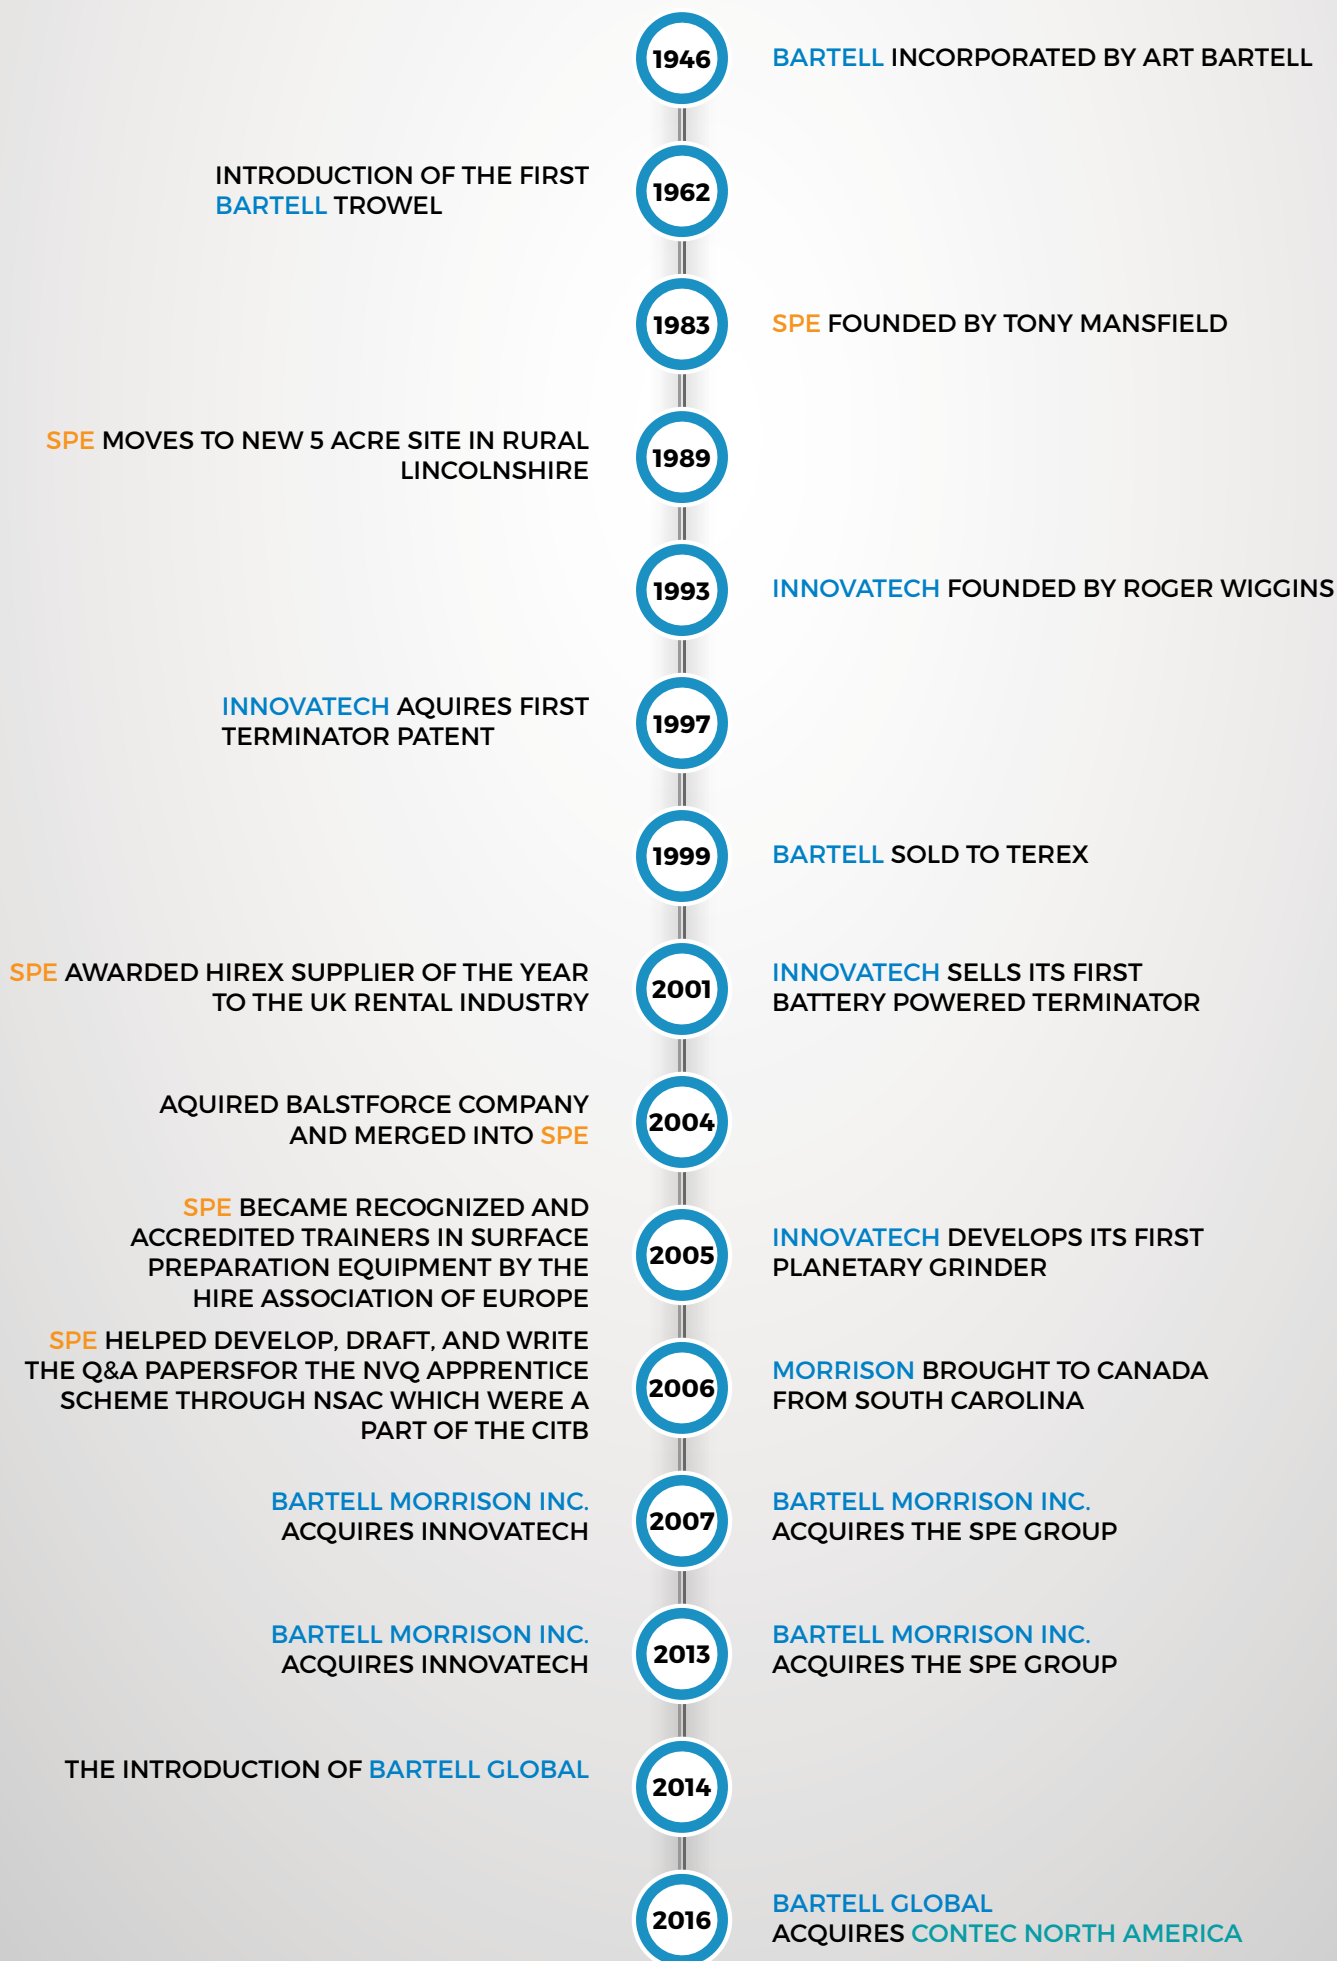 1946
BARTELL INCORPORATED BY ART BARTELL
INTRODUCTION OF THE FIRST
BARTELL TROWEL
1962
1983
SPE FOUNDED BY TONY MANSFIELD
SPE MOVES TO NEW 5 ACRE SITE IN RURAL
LINCOLNSHIRE
1989
1993
INNOVATECH FOUNDED BY ROGER WIGGINS
INNOVATECH AQUIRES FIRST
TERMINATOR PATENT
1997
1999
BARTELL SOLD TO TEREX
SPE AWARDED HIREX SUPPLIER OF THE YEAR
TO THE UK RENTAL INDUSTRY
2001
INNOVATECH SELLS ITS FIRST
BATTERY POWERED TERMINATOR
AQUIRED BALSTFORCE COMPANY
AND MERGED INTO SPE
2004
SPE BECAME RECOGNIZED AND
ACCREDITED TRAINERS IN SURFACE
PREPARATION EQUIPMENT BY THE
HIRE ASSOCIATION OF EUROPE
2005
INNOVATECH DEVELOPS ITS FIRST
PLANETARY GRINDER
SPE HELPED DEVELOP, DRAFT, AND WRITE
THE Q&A PAPERSFOR THE NVQ APPRENTICE
SCHEME THROUGH NSAC WHICH WERE A
PART OF THE CITB
2006
MORRISON BROUGHT TO CANADA
FROM SOUTH CAROLINA
BARTELL MORRISON INC.
ACQUIRES INNOVATECH
2007
BARTELL MORRISON INC.
ACQUIRES THE SPE GROUP
BARTELL MORRISON INC.
ACQUIRES INNOVATECH
2013
BARTELL MORRISON INC.
ACQUIRES THE SPE GROUP
THE INTRODUCTION OF BARTELL GLOBAL
2014
2016
BARTELL GLOBAL
ACQUIRES CONTEC NORTH AMERICA